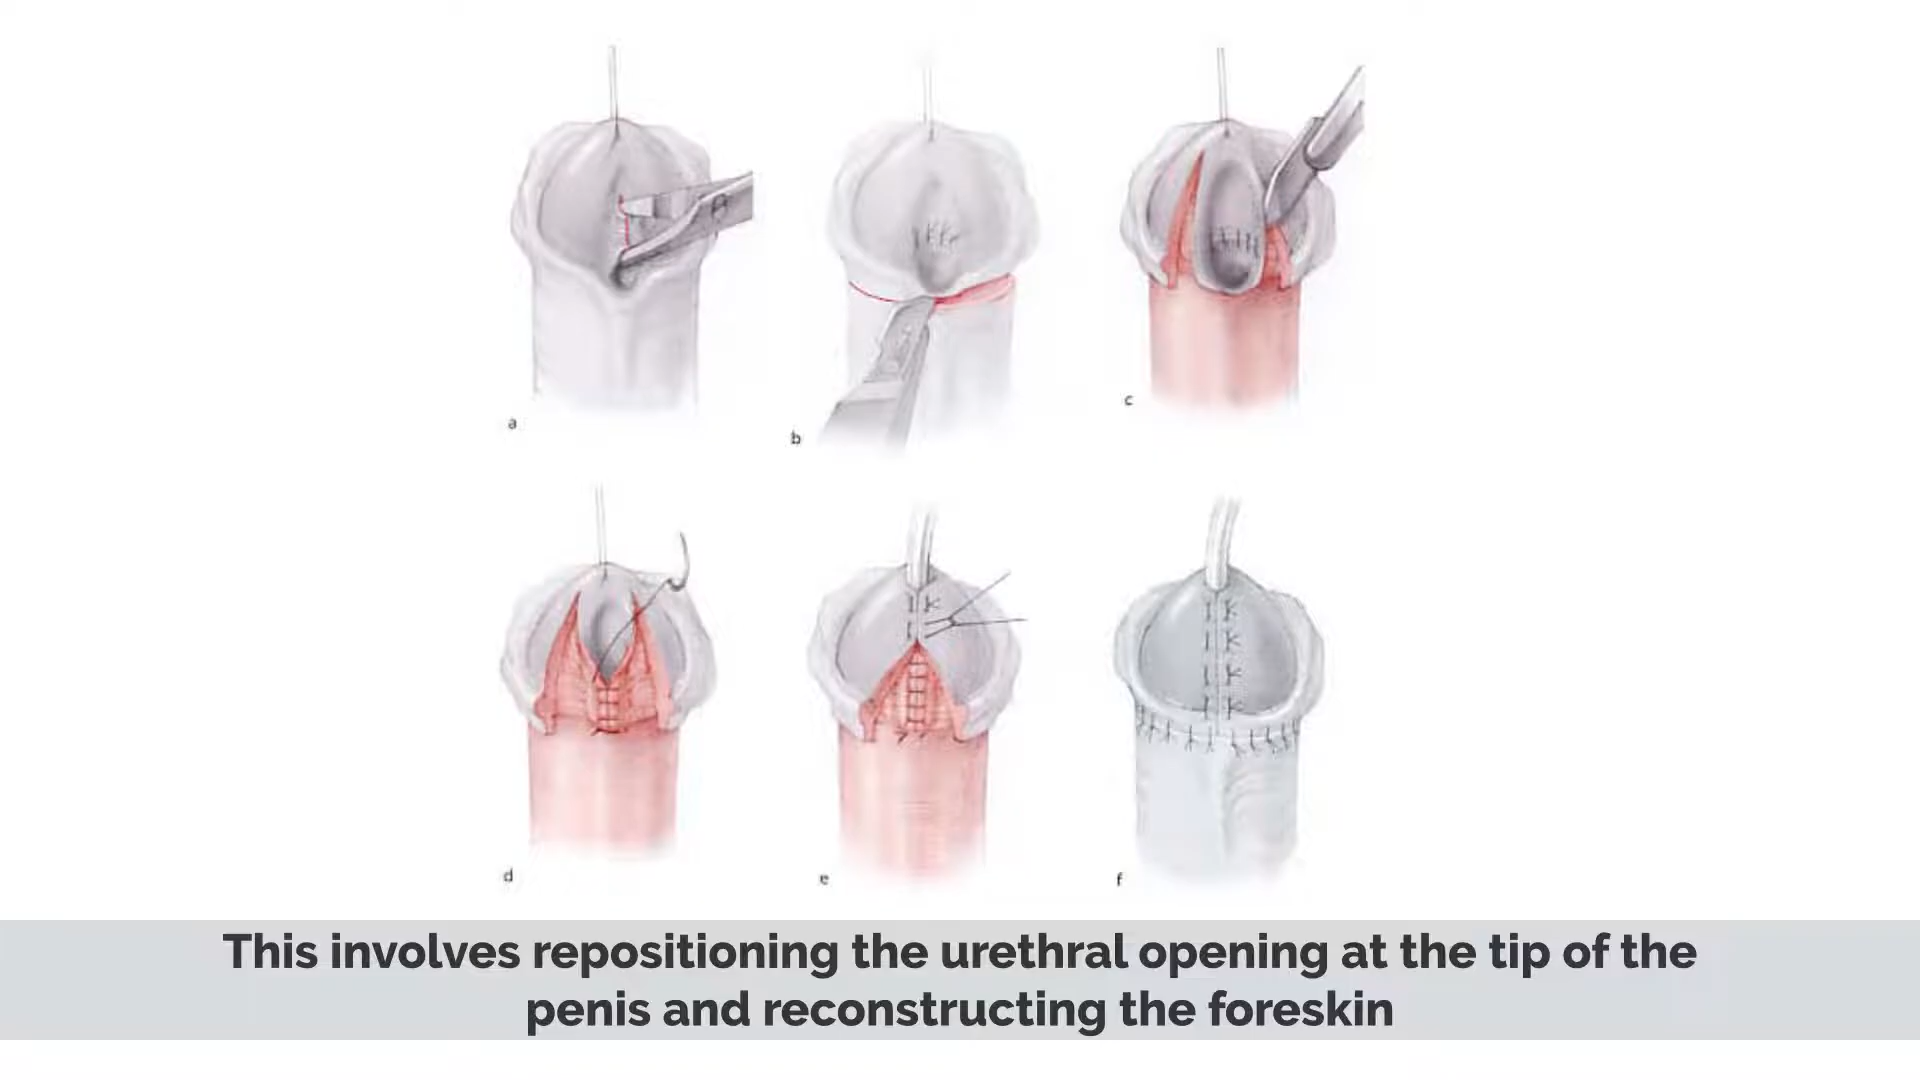 a
b
c
d
e
f
This involves repositioning the urethral opening at the tip of the
penis and reconstructing the foreskin